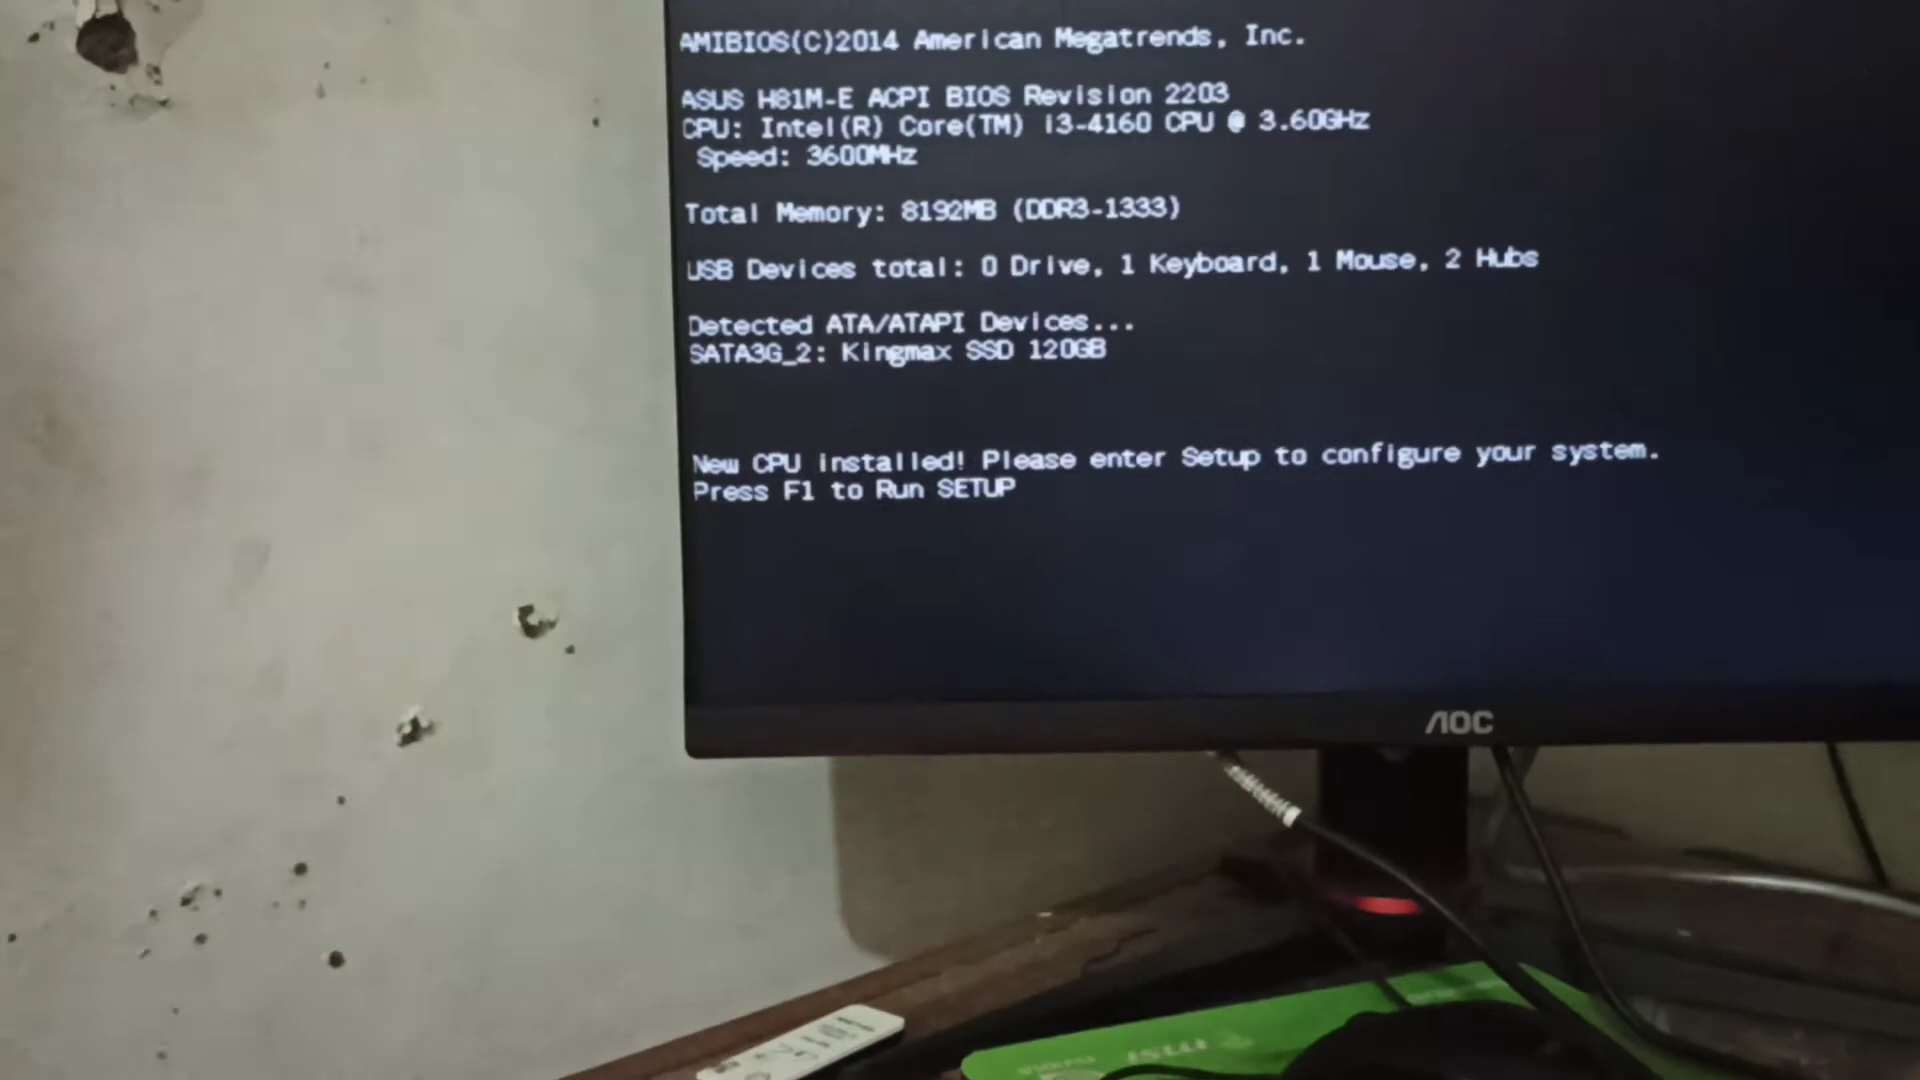 AMIBIOS(C)2014 American Megatrends, Inc.
ASUS H81M-E ACPI BIOS Revision 2203
CPU: Intel(R) Core(TM) i3-4160 CPU @ 3.60GHz
Speed: 3600MHz
Total Memory: 8192MB (DDR3-1333)
USB Devices total: 0 Drive, 1 Keyboard, 1 Mouse, 2 Hubs
Detected ATA/ATAPI Devices...
SATA3G_2: Kingmax SSD 120GB
New CPU installed! Please enter Setup to configure your system.
Press F1 to Run SETUP
AOC